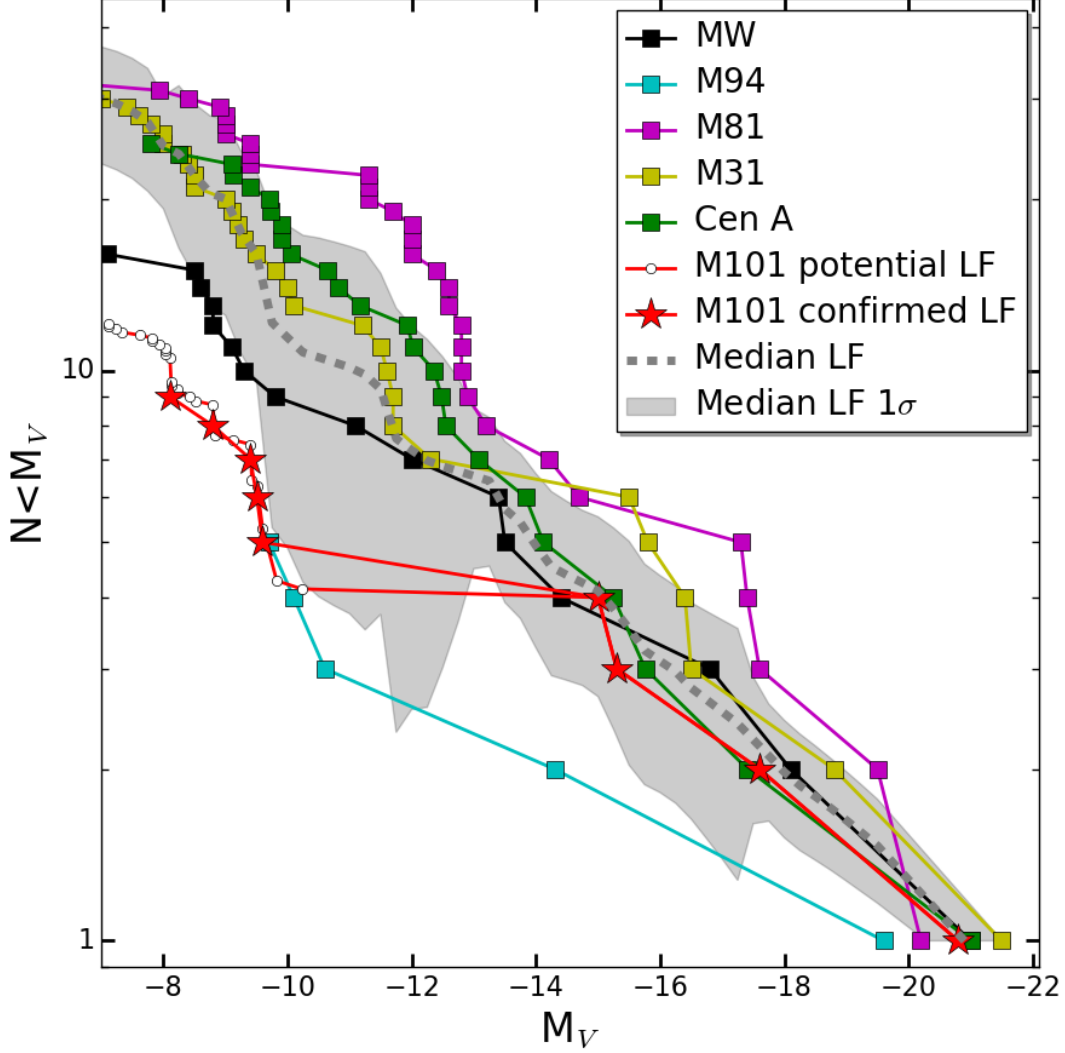 MW
M94
M81
M31
Cen A
M101 potential LF
M101 confirmed LF
Median LF
Median LF 1σ
N<M_V
10
1
−8 −10 −12 −14 −16 −18 −20 −22
M_V